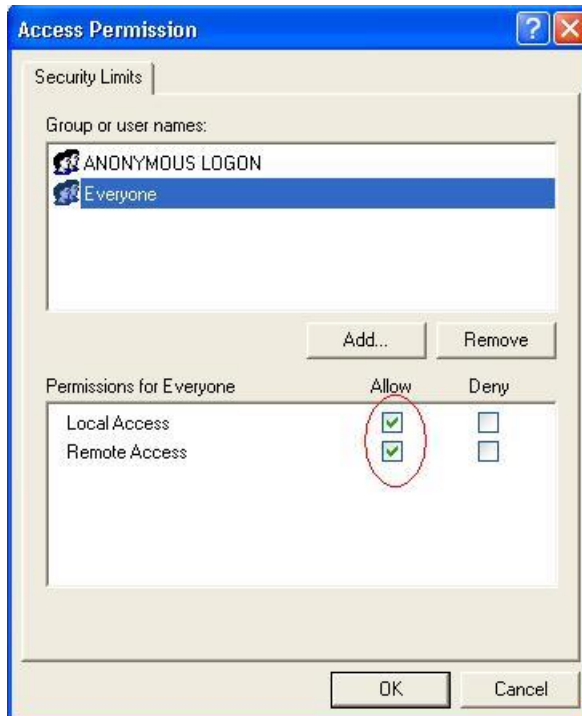 Access Permission
Security Limits
Group or user names:
ANONYMOUS LOGON
Everyone
Add... Remove
Permissions for Everyone Allow Deny
Local Access
Remote Access
OK Cancel